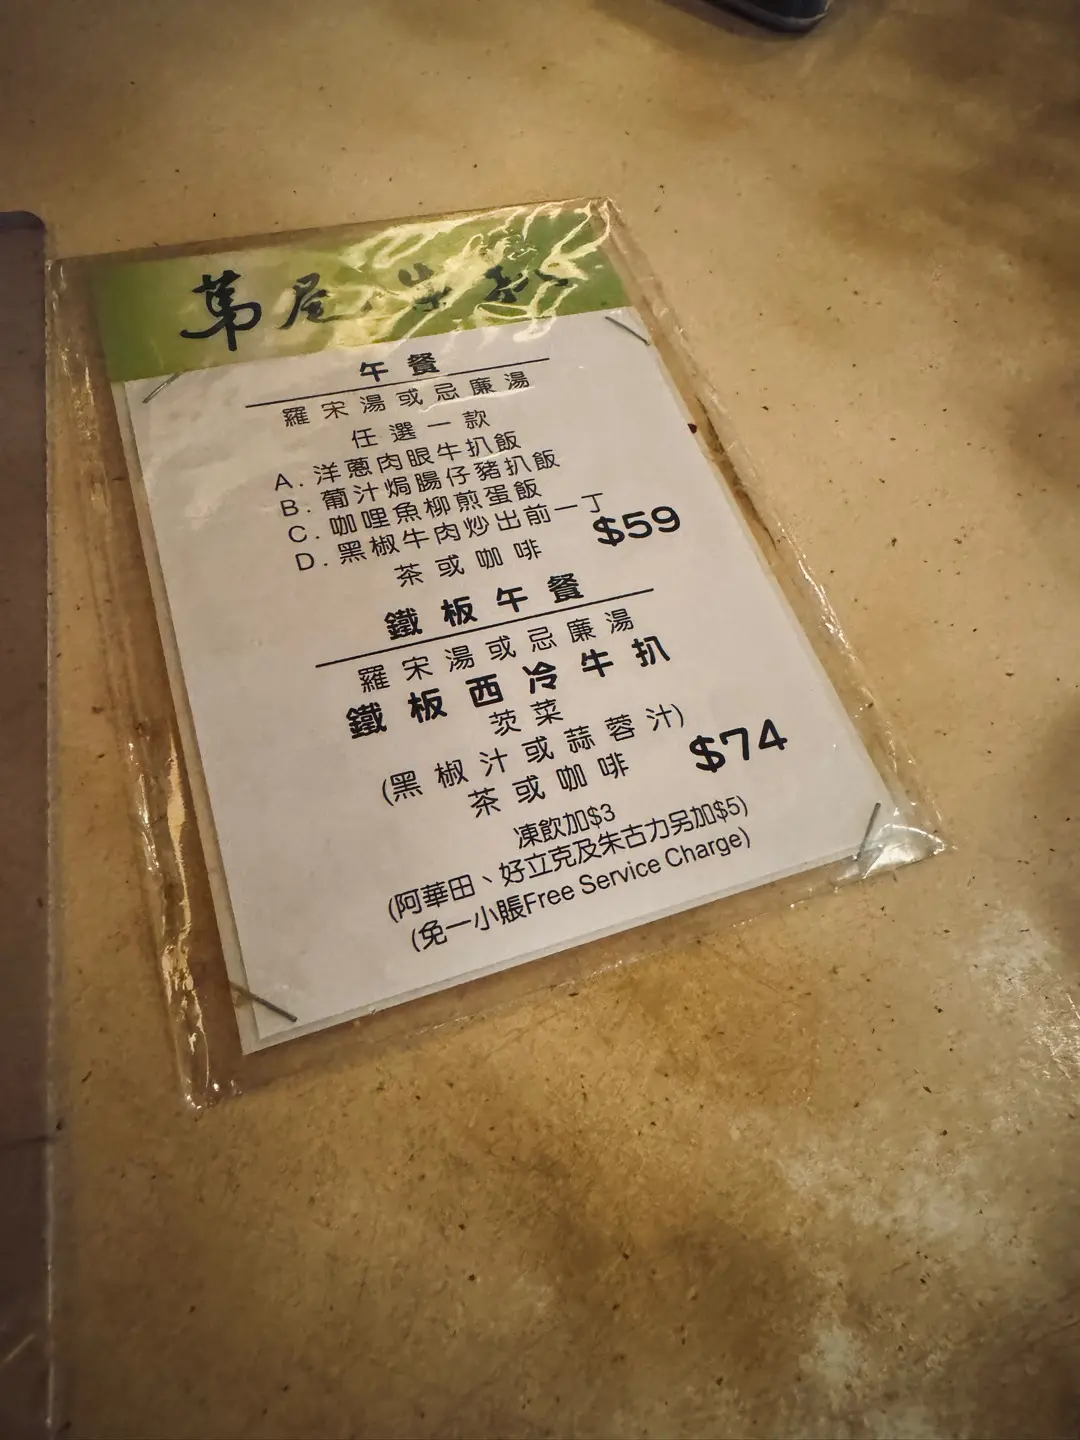 午餐
羅宋湯或忌廉湯
任選一款
A. 洋蔥肉眼牛扒飯
B. 葡汁焗腸仔豬扒飯
C. 咖哩魚柳煎蛋飯
D. 黑椒牛肉炒出前一丁
$59
茶或咖啡
鐵板午餐
羅宋湯或忌廉湯
鐵板西冷牛扒
茨菜
(黑椒汁或蒜蓉汁)
$74
茶或咖啡
凍飲加$3
(阿華田、好立克及朱古力另加$5)
(免一小賬Free Service Charge)